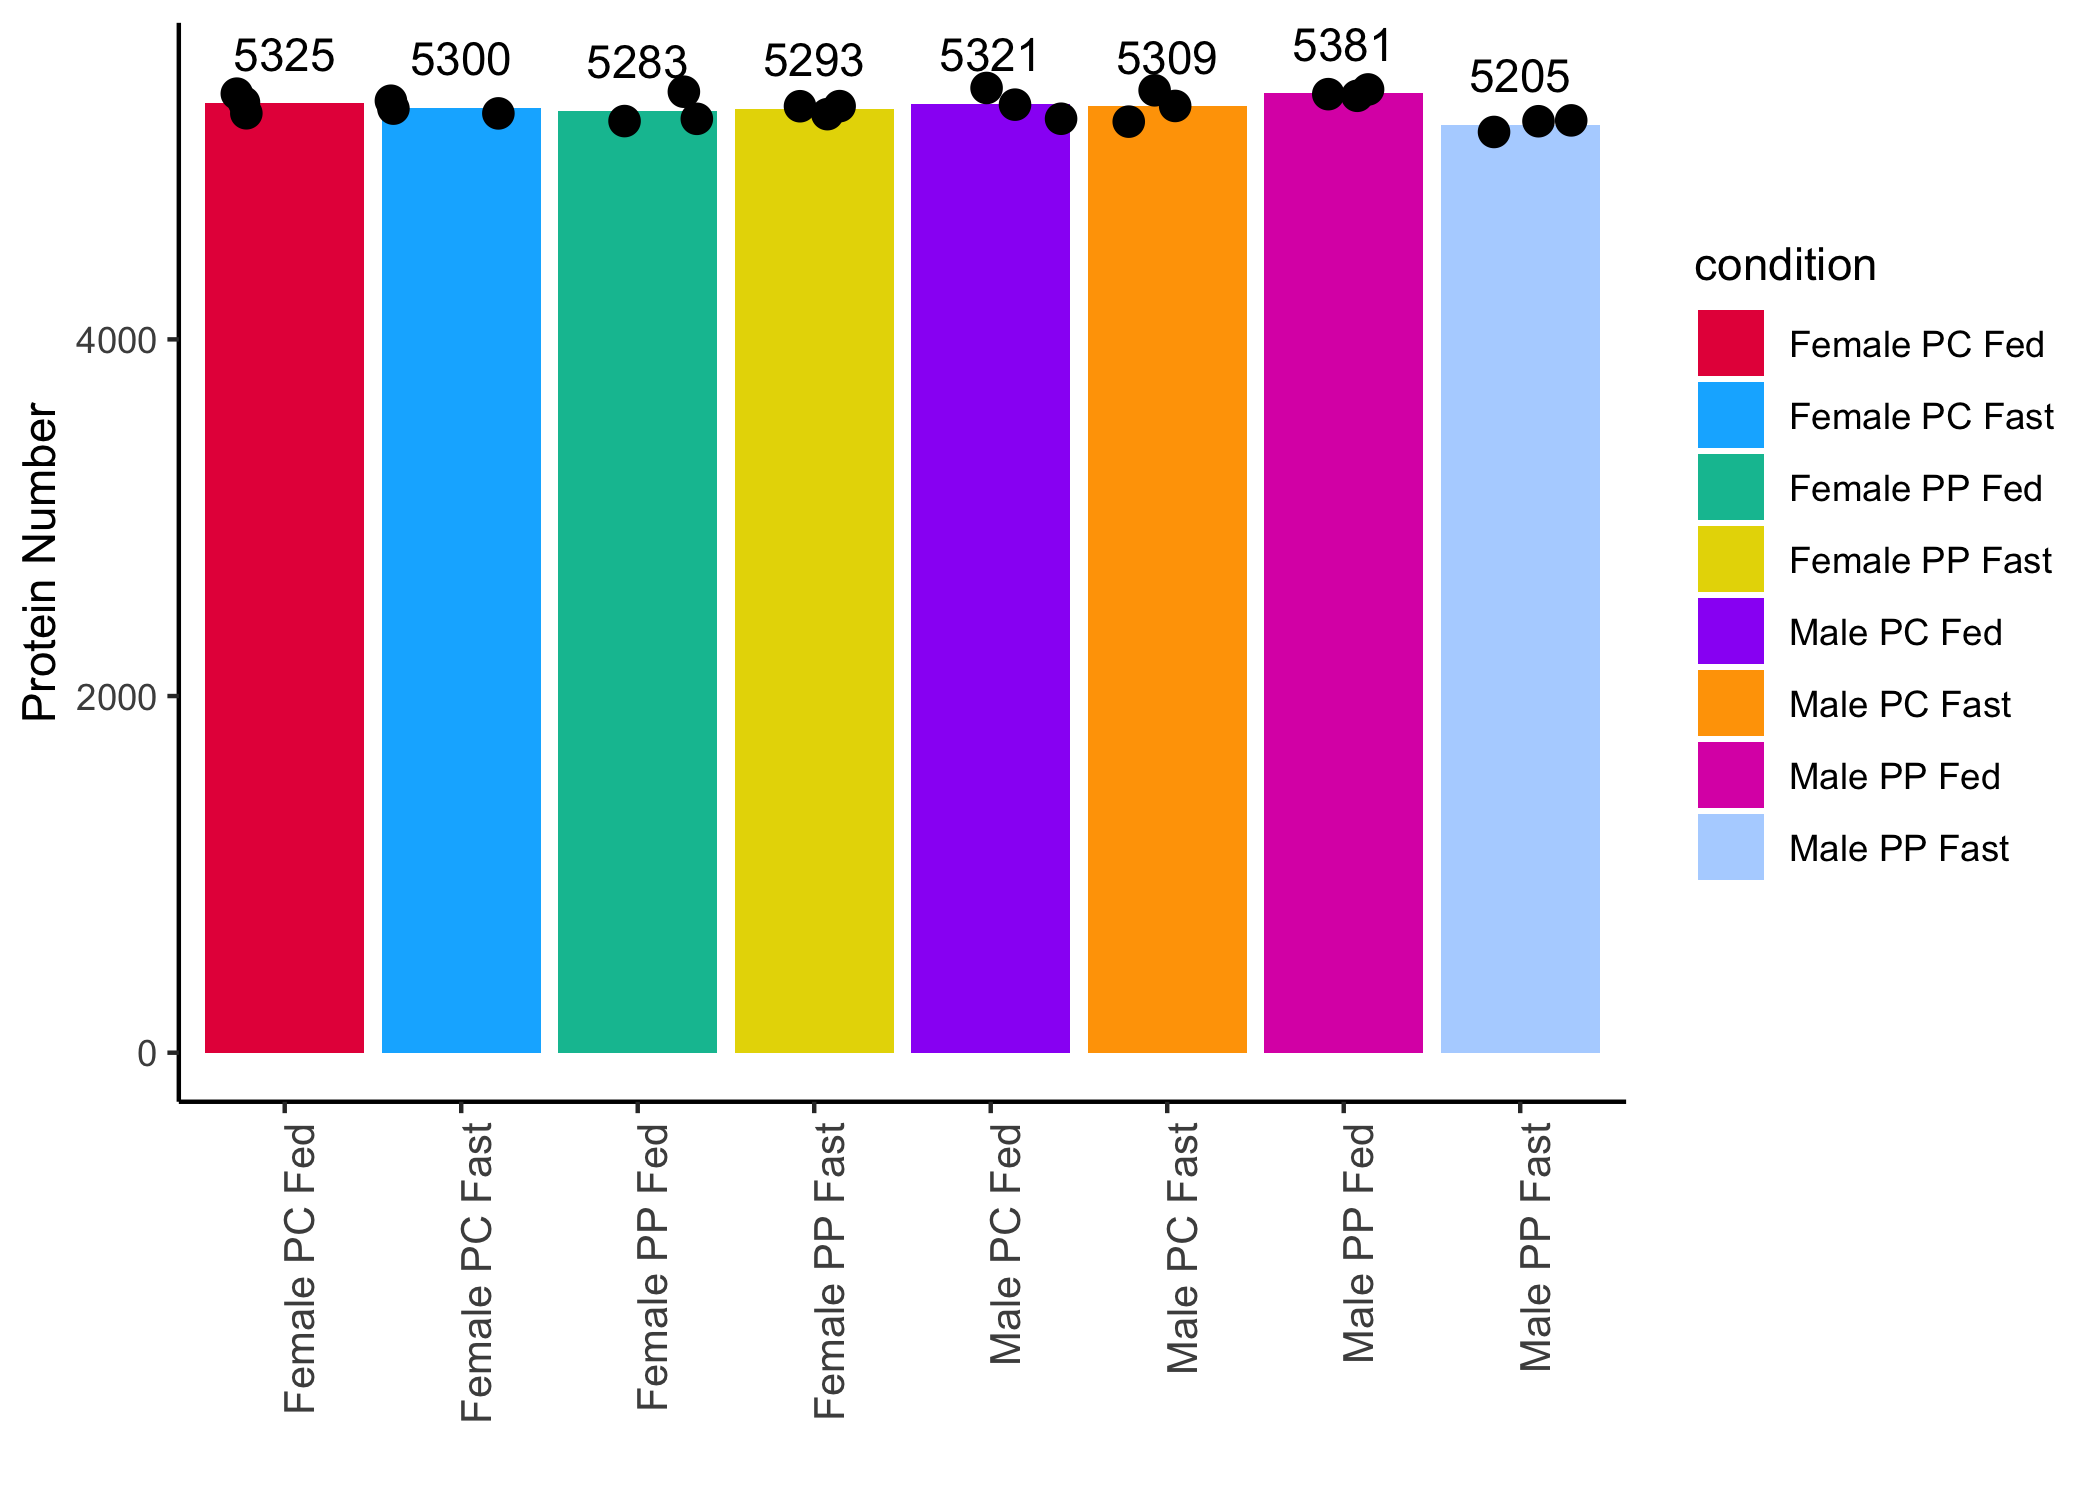 5325 5300 5283 5293 5321 5309 5381 5205
Protein Number
4000
2000
0
Female PC Fed
Female PC Fast
Female PP Fed
Female PP Fast
Male PC Fed
Male PC Fast
Male PP Fed
Male PP Fast
condition
Female PC Fed
Female PC Fast
Female PP Fed
Female PP Fast
Male PC Fed
Male PC Fast
Male PP Fed
Male PP Fast